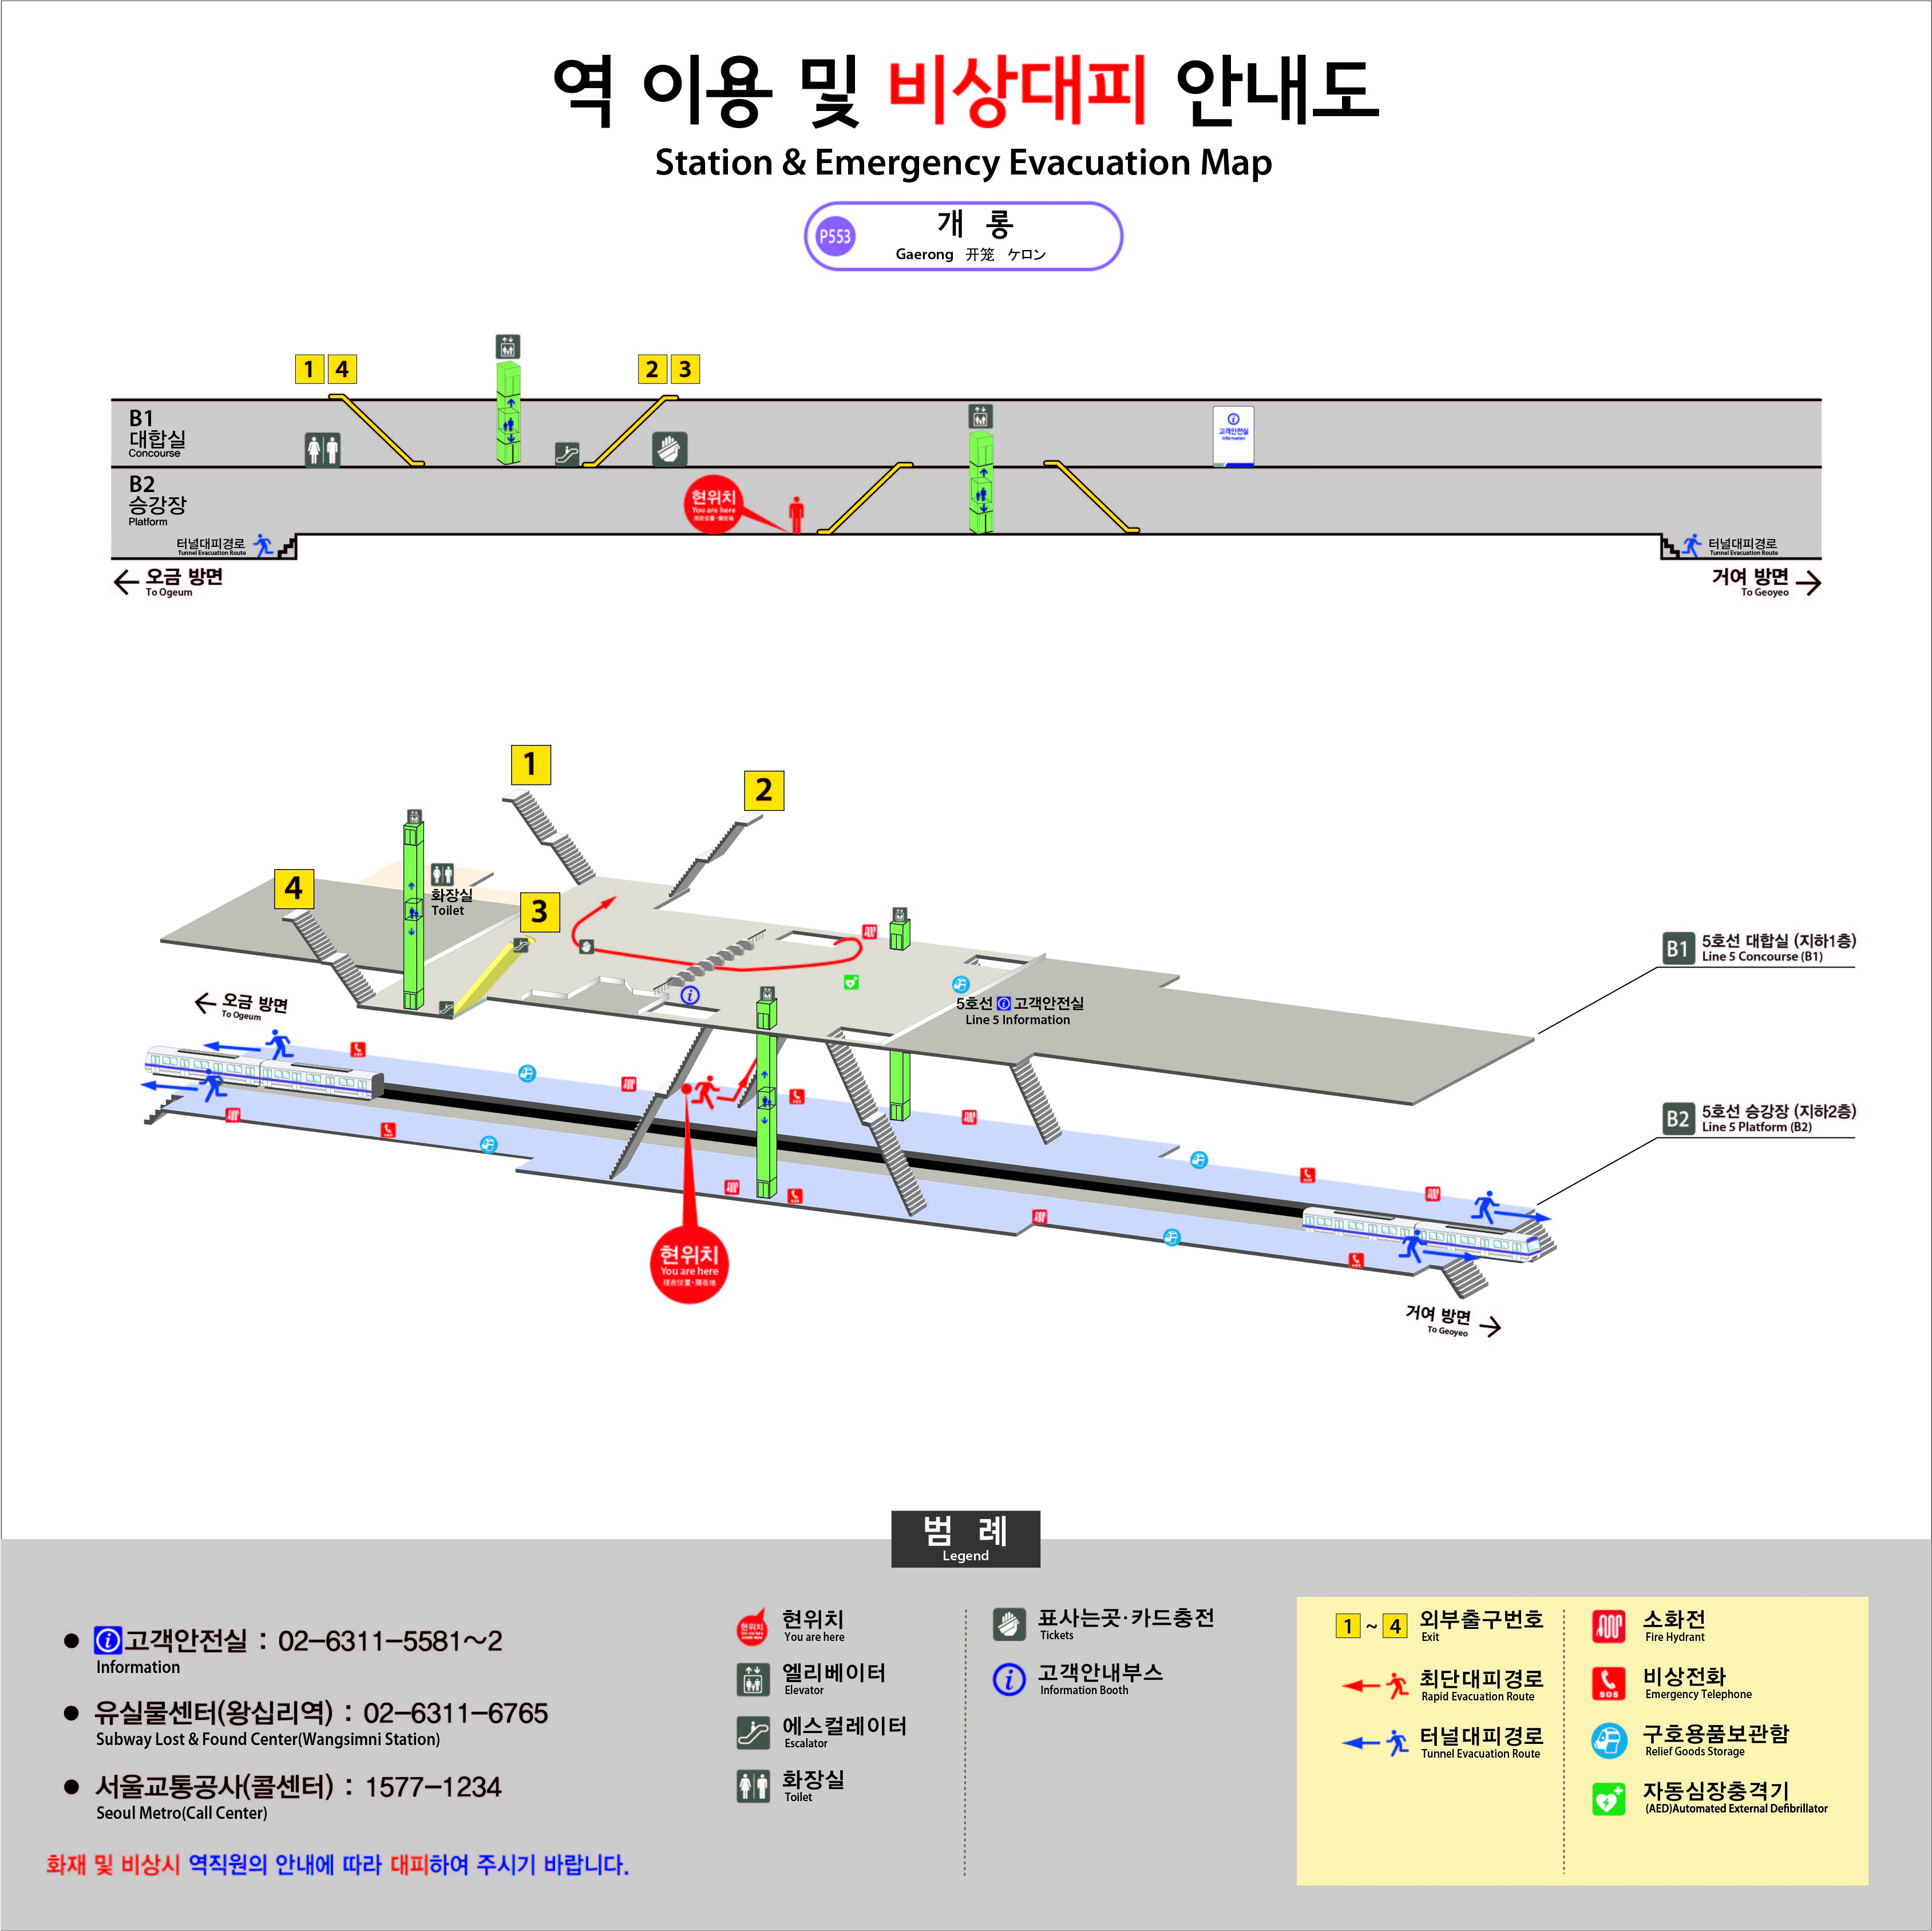 역 이용 및 비상대피 안내도
Station & Emergency Evacuation Map
P553
개 롱
Gaerong 开笼 ケロン
1 4
2 3
B1
대합실
Concourse
고객안전실
Information
B2
승강장
Platform
현위치
You are here
현재位置·現在地
터널대피경로
Tunnel Evacuation Route
터널대피경로
Tunnel Evacuation Route
오금 방면
To Ogeum
거여 방면
To Geoyeo
1
2
4
화장실
Toilet
3
B1
5호선 대합실 (지하1층)
Line 5 Concourse (B1)
오금 방면
To Ogeum
5호선 고객안전실
Line 5 Information
B2
5호선 승강장 (지하2층)
Line 5 Platform (B2)
현위치
You are here
거여 방면
To Geoyeo
범 례
Legend
고객안전실 : 02-6311-5581~2
Information
유실물센터(왕십리역) : 02-6311-6765
Subway Lost & Found Center(Wangsimni Station)
서울교통공사(콜센터) : 1577-1234
Seoul Metro(Call Center)
화재 및 비상시 역직원의 안내에 따라 대피하여 주시기 바랍니다.
현위치
현위치
You are here
엘리베이터
Elevator
에스컬레이터
Escalator
화장실
Toilet
표사는곳·카드충전
Tickets
고객안내부스
Information Booth
1 ~ 4 외부출구번호
Exit
최단대피경로
Rapid Evacuation Route
터널대피경로
Tunnel Evacuation Route
소화전
Fire Hydrant
SOS
비상전화
Emergency Telephone
구호용품보관함
Relief Goods Storage
자동심장충격기
(AED)Automated External Defibrillator